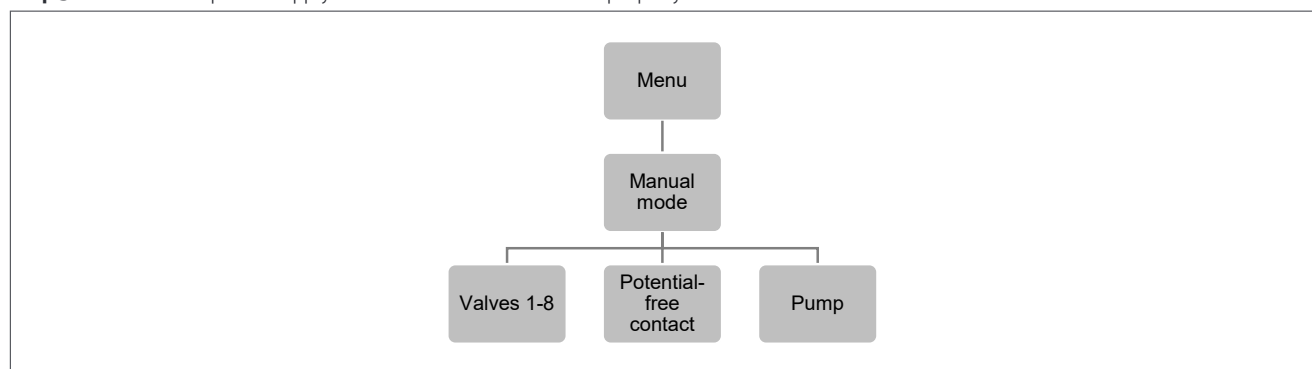 Menu
Manual
mode
Valves 1-8
Potential-
free
contact
Pump